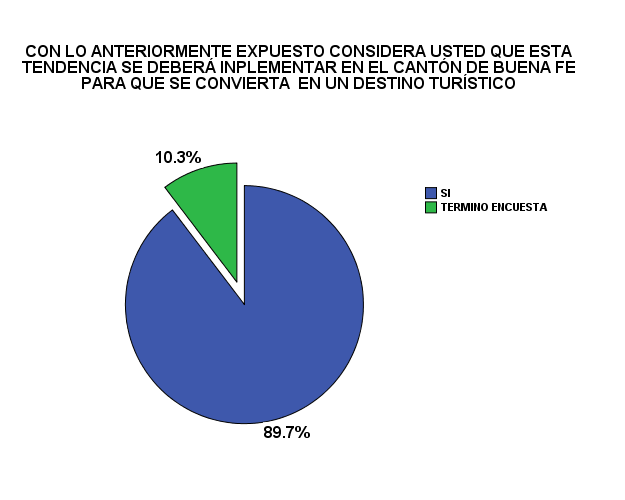 CON LO ANTERIORMENTE EXPUESTO CONSIDERA USTED QUE ESTA
TENDENCIA SE DEBERÁ INPLEMENTAR EN EL CANTÓN DE BUENA FE
PARA QUE SE CONVIERTA EN UN DESTINO TURÍSTICO
10.3%
SI
TERMINO ENCUESTA
89.7%